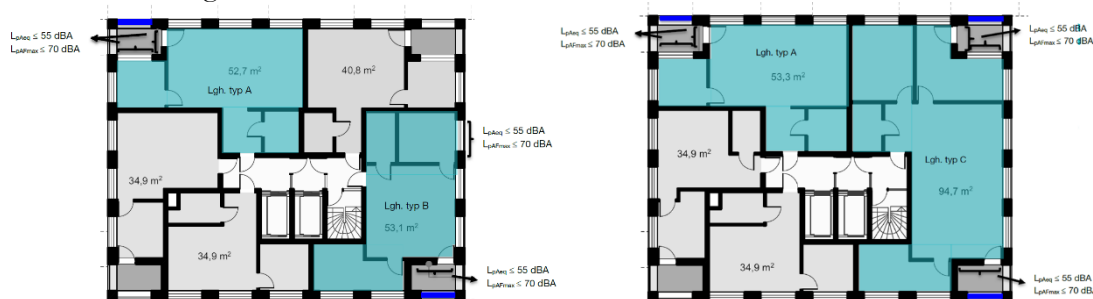 LpAeq ≤ 55 dBA
LpAFmax ≤ 70 dBA
52,7 m²
Lgh. typ A
40,8 m²
LpAeq ≤ 55 dBA
LpAFmax ≤ 70 dBA
34,9 m²
Lgh. typ B
53,1 m²
34,9 m²
LpAeq ≤ 55 dBA
LpAFmax ≤ 70 dBA
LpAeq ≤ 55 dBA
LpAFmax ≤ 70 dBA
Lgh. typ A
53,3 m²
LpAeq ≤ 55 dBA
LpAFmax ≤ 70 dBA
34,9 m²
Lgh. typ C
94,7 m²
34,9 m²
LpAeq ≤ 55 dBA
LpAFmax ≤ 70 dBA